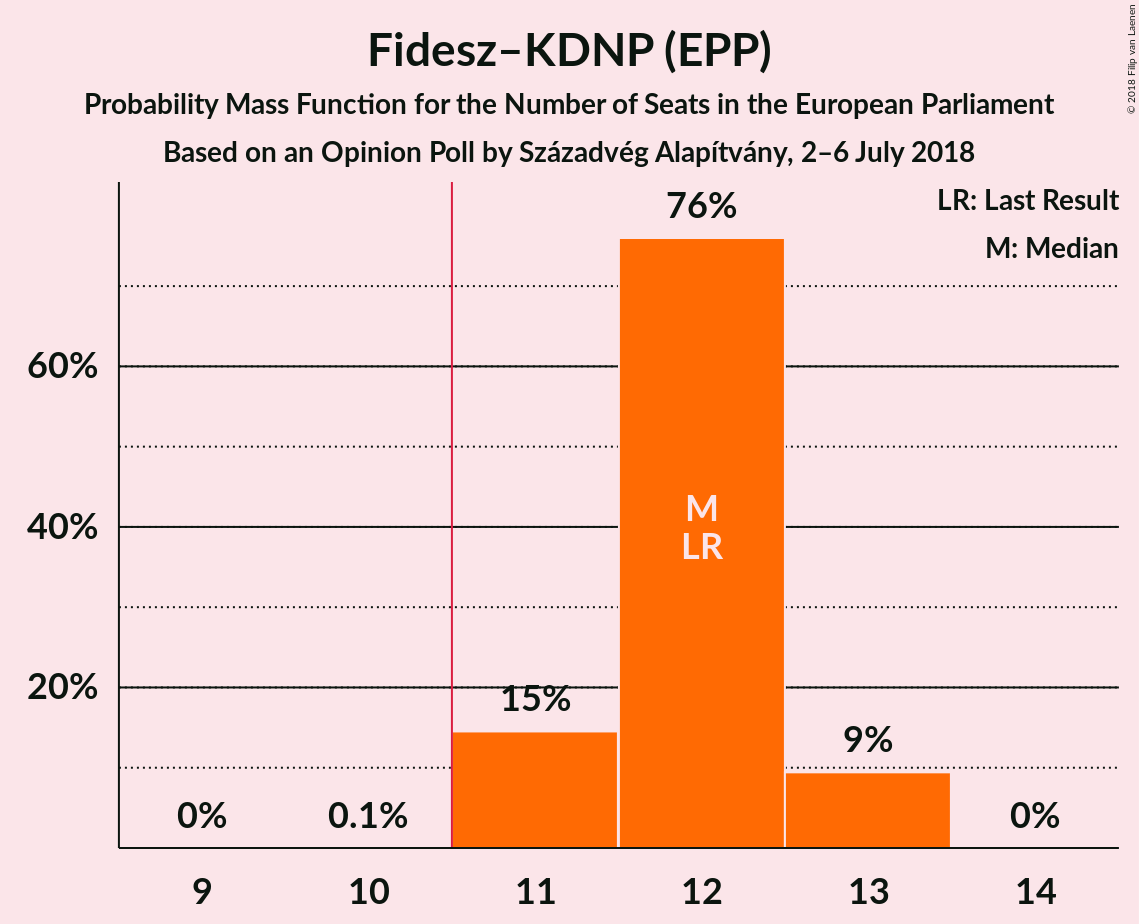 Fidesz–KDNP (EPP)
Probability Mass Function for the Number of Seats in the European Parliament
Based on an Opinion Poll by Századvég Alapítvány, 2–6 July 2018
© 2018 Filip van Laenen
LR: Last Result
M: Median
76%
60%
M
40%
LR
20%
15%
9%
0%
0.1%
0%
9
10
11
12
13
14